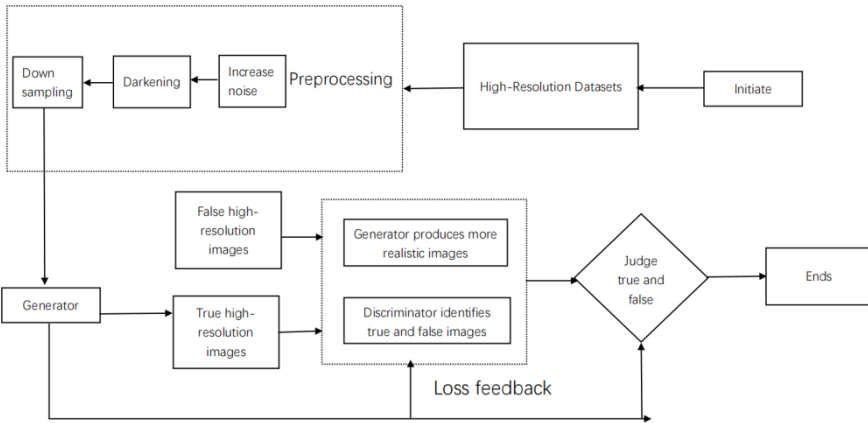 Down
sampling
Darkening
Increase
noise
Preprocessing
High-Resolution Datasets
Initiate
False high-
resolution
images
Generator produces more
realistic images
Judge
true and
false
Ends
Generator
True high-
resolution
images
Discriminator identifies
true and false images
Loss feedback